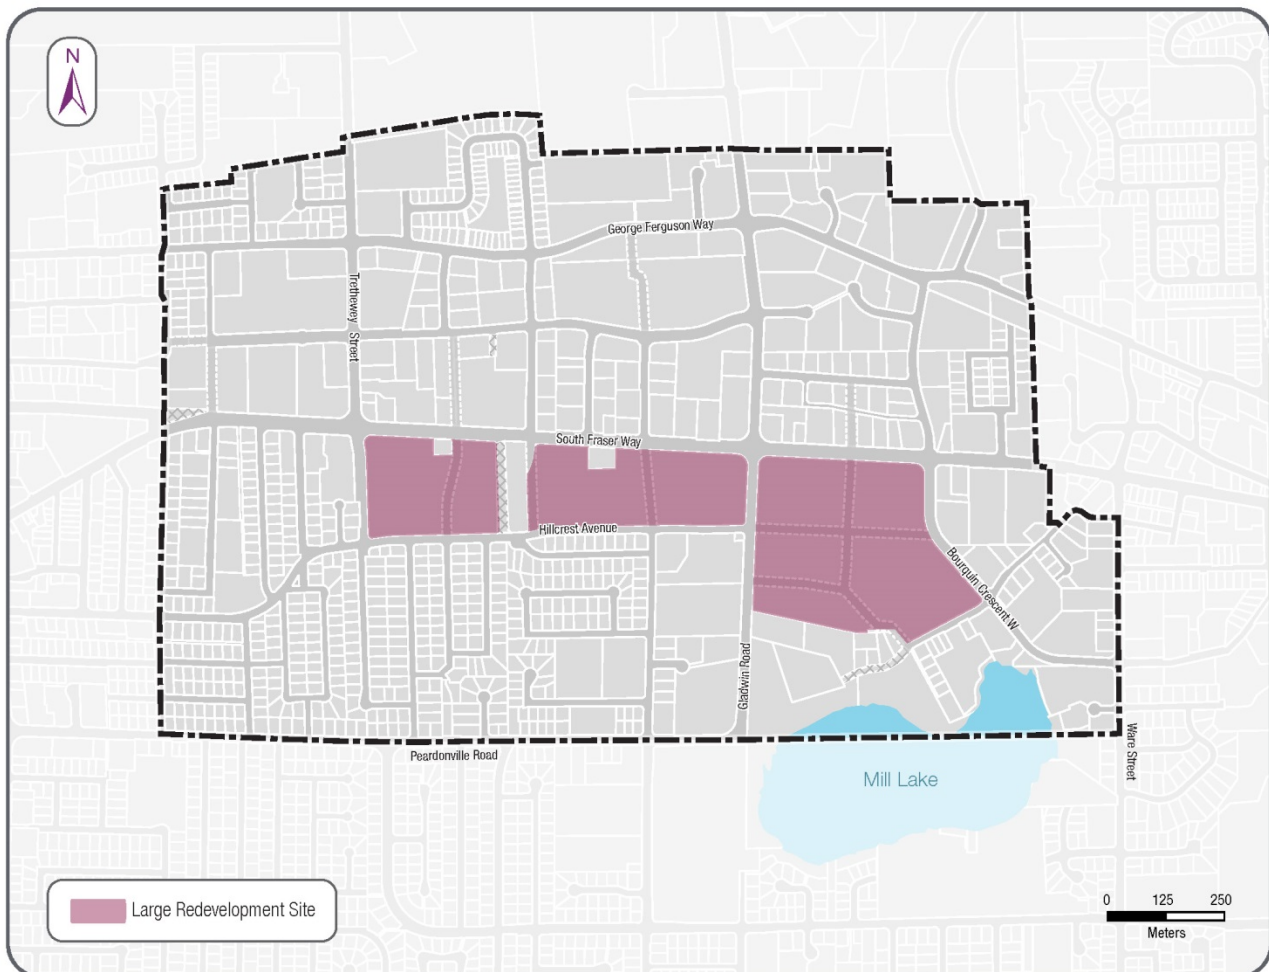 N
George Ferguson Way
Trethewey Street
South Fraser Way
Hillcrest Avenue
Bourquin Crescent W
Gladwin Road
Peardonville Road
Ware Street
Mill Lake
Large Redevelopment Site
0 125 250
Meters